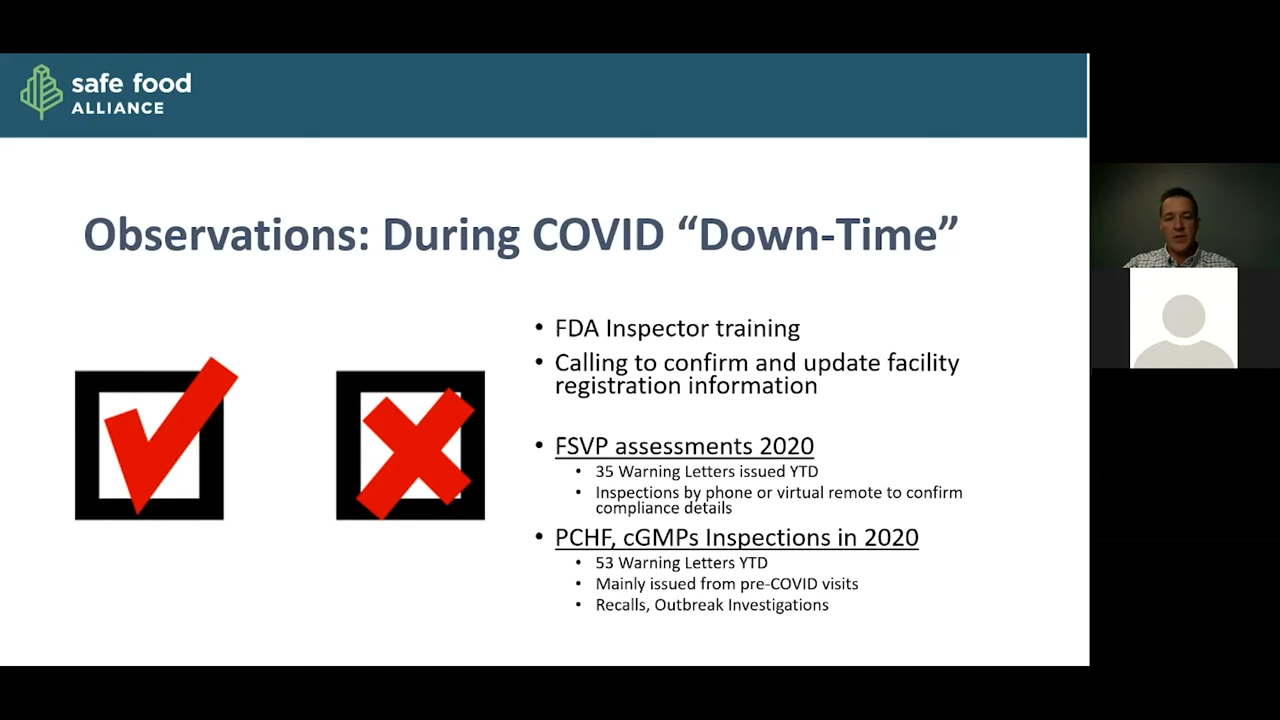 safe food
ALLIANCE
Observations: During COVID “Down-Time”
• FDA Inspector training
• Calling to confirm and update facility
registration information
• FSVP assessments 2020
• 35 Warning Letters issued YTD
• Inspections by phone or virtual remote to confirm
compliance details
• PCHF, cGMPs Inspections in 2020
• 53 Warning Letters YTD
• Mainly issued from pre-COVID visits
• Recalls, Outbreak Investigations